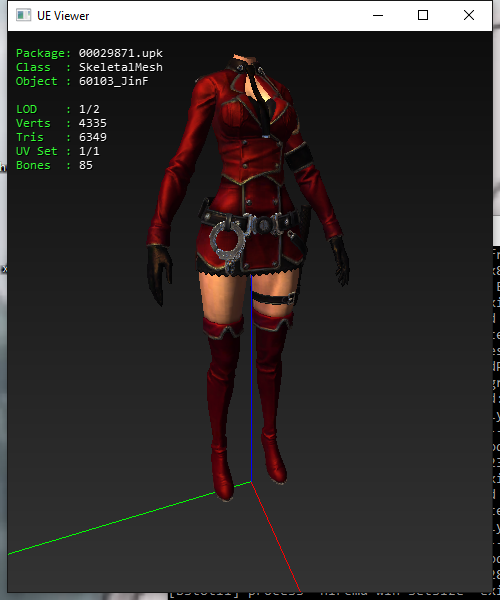 UE Viewer
Package: 00029871.upk
Class : SkeletalMesh
Object : 60103_JinF
LOD : 1/2
Verts : 4335
Tris : 6349
UV Set : 1/1
Bones : 85